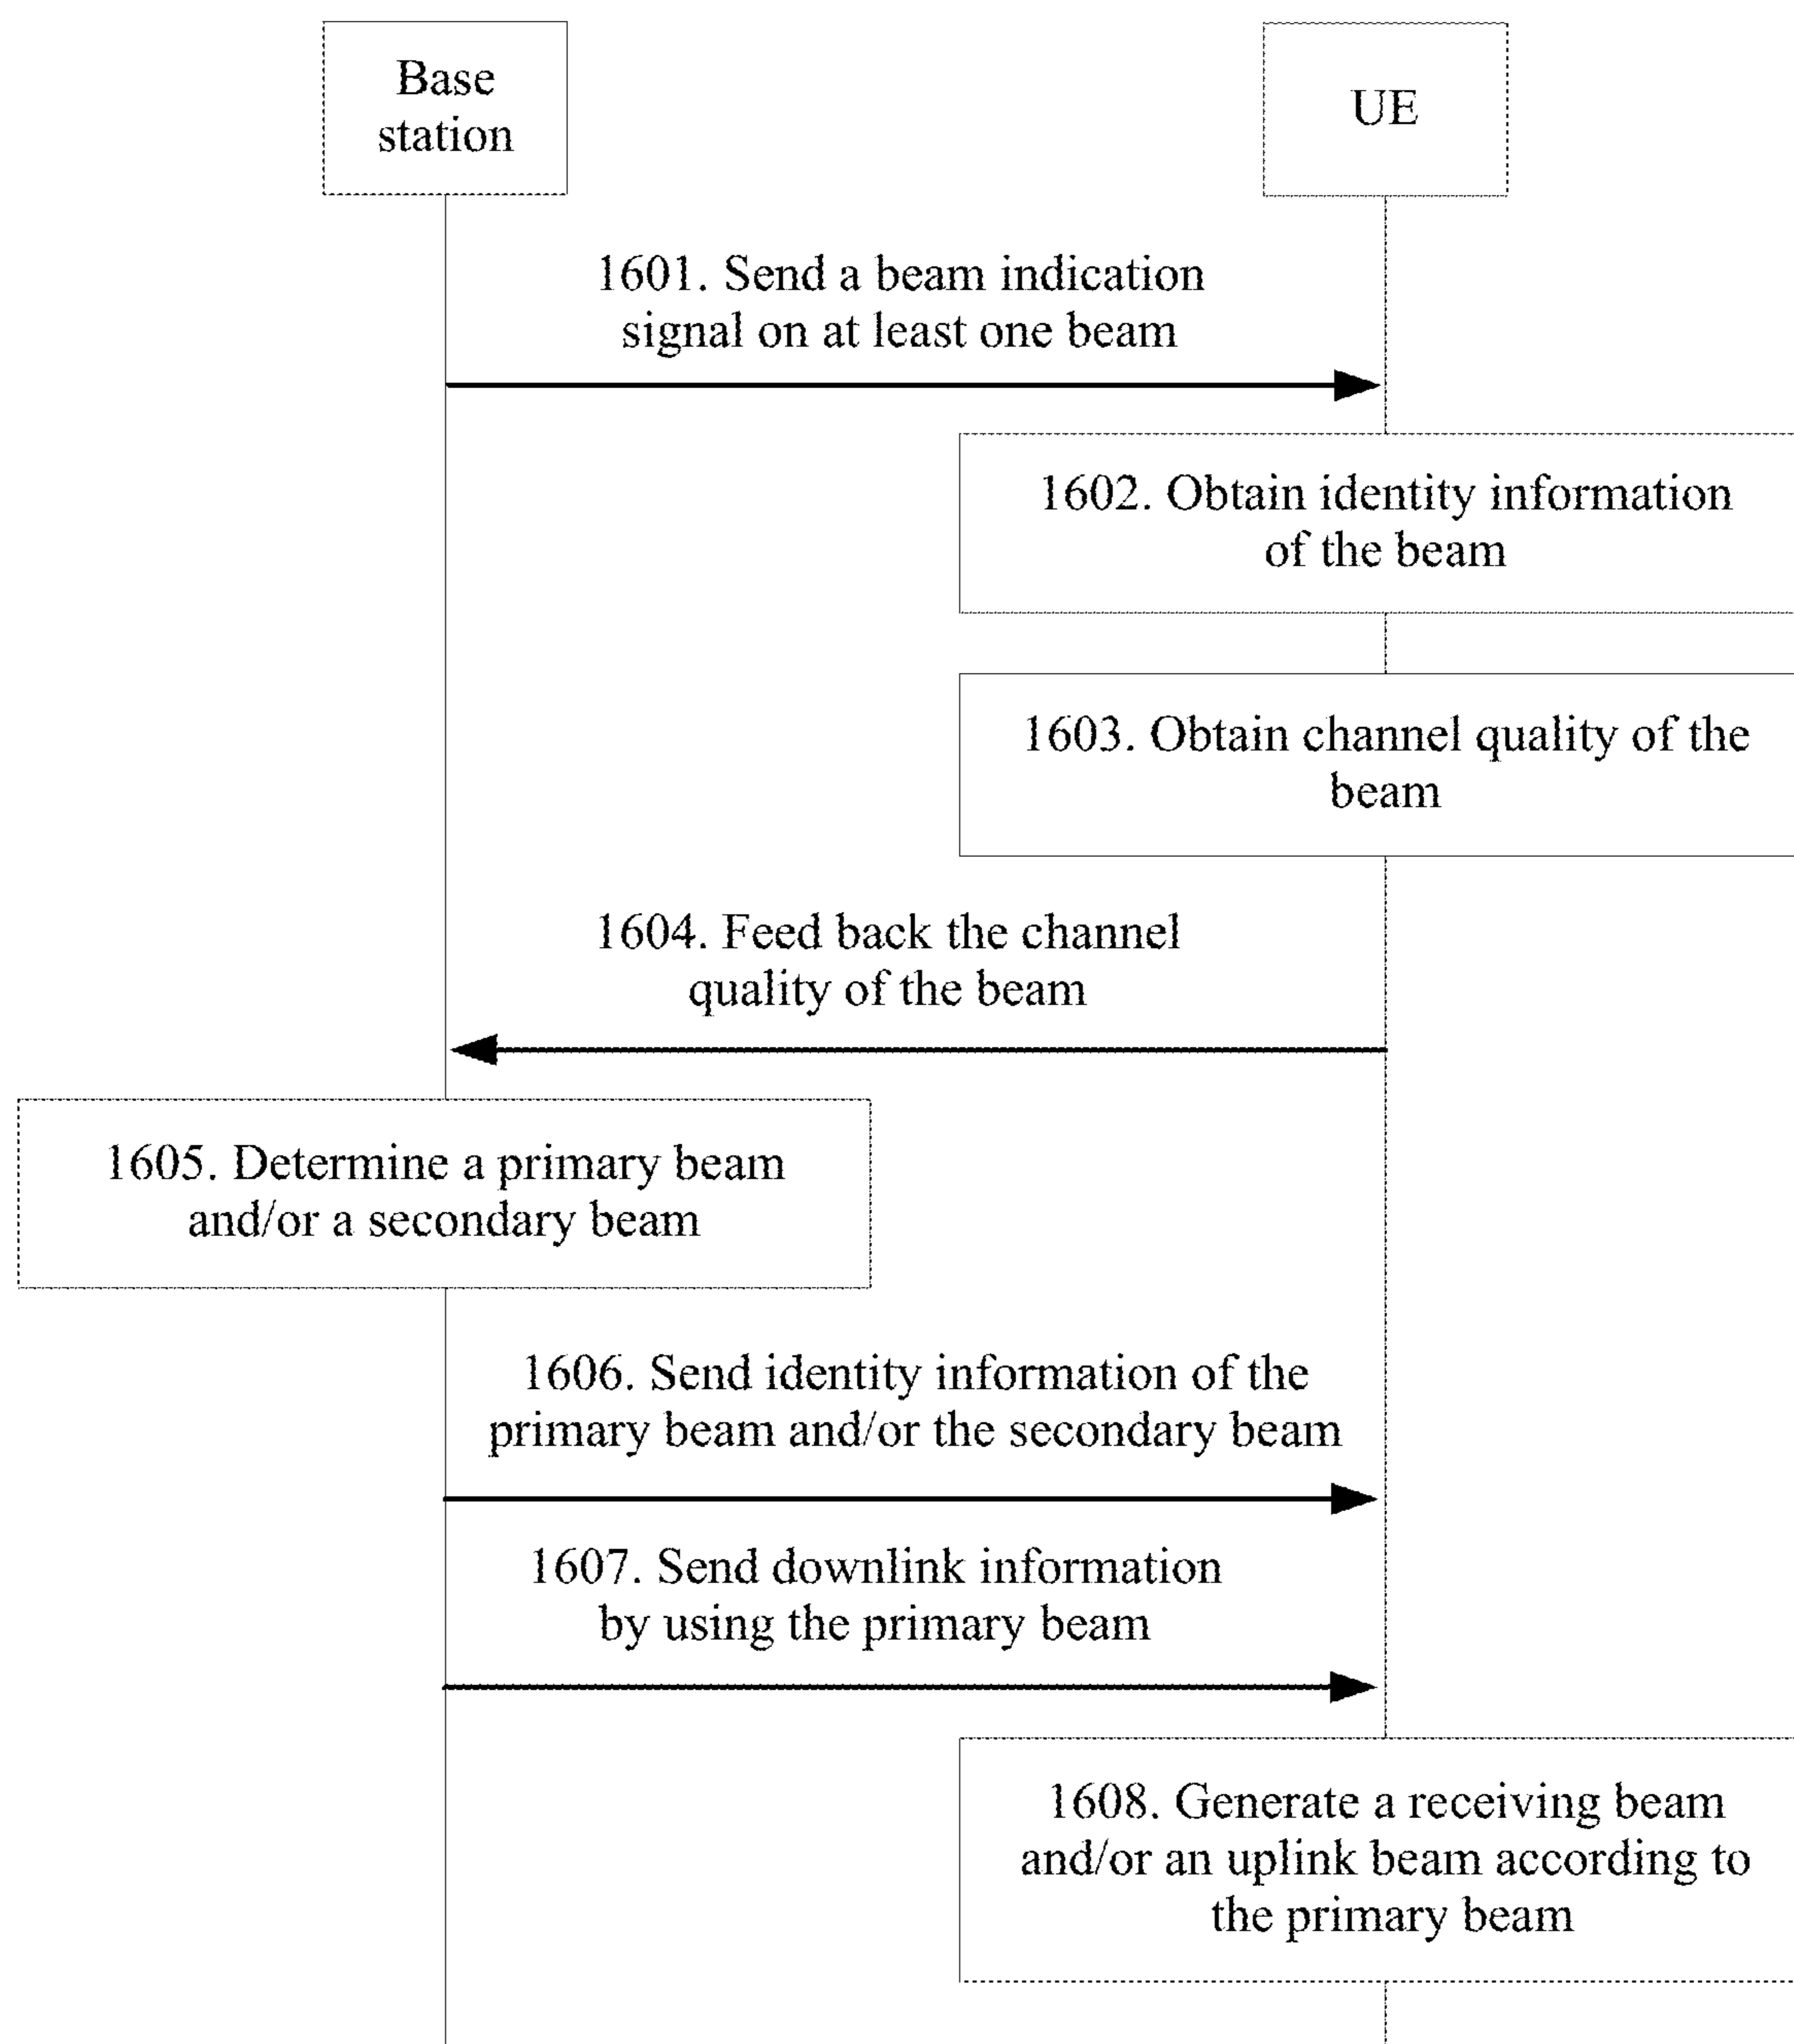 Base
station
UE
1601. Send a beam indication
signal on at least one beam
1602. Obtain identity information
of the beam
1603. Obtain channel quality of the
beam
1604. Feed back the channel
quality of the beam
1605. Determine a primary beam
and/or a secondary beam
1606. Send identity information of the
primary beam and/or the secondary beam
1607. Send downlink information
by using the primary beam
1608. Generate a receiving beam
and/or an uplink beam according to
the primary beam